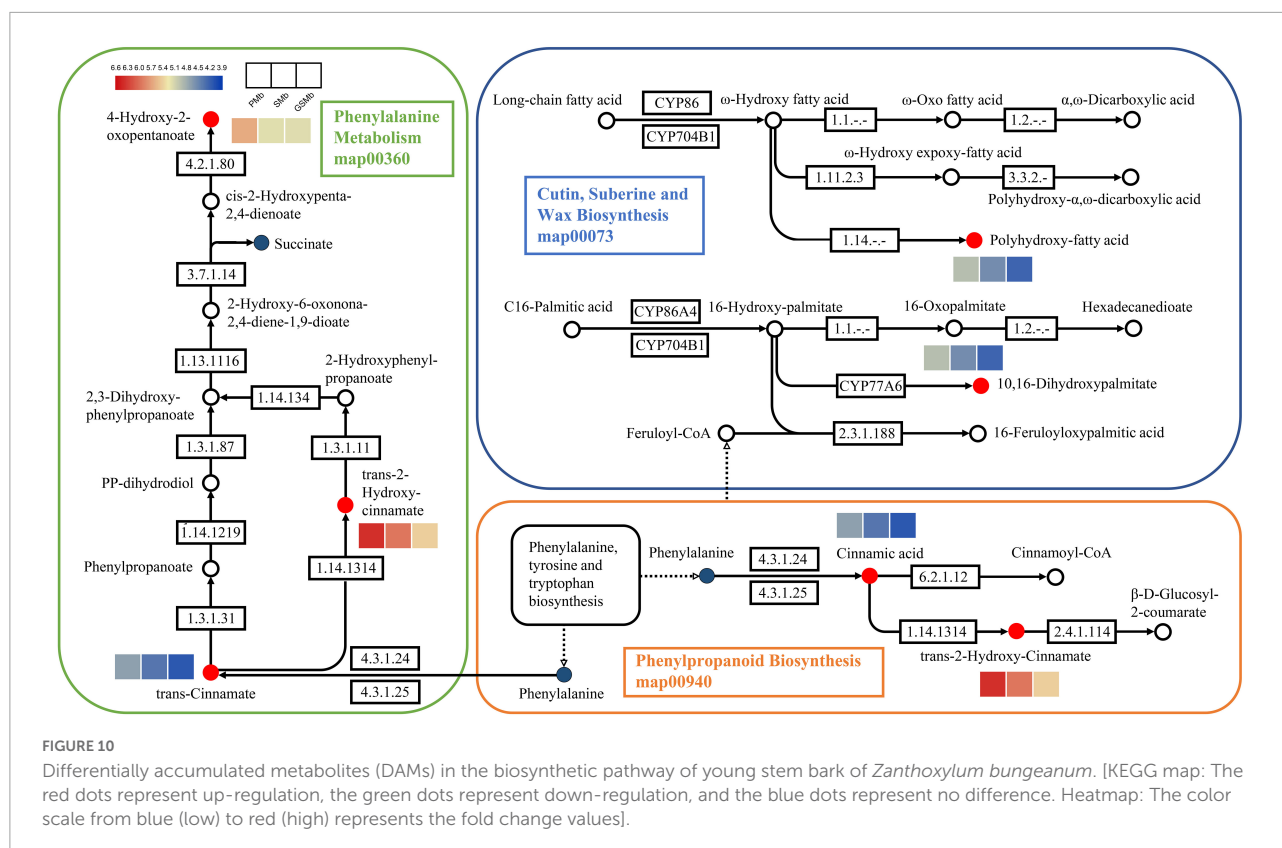 6.6 6.3 6.0 5.7 5.4 5.1 4.8 4.5 4.2 3.9
PMb
SMb
GSMb
4-Hydroxy-2-
oxopentanoate
Phenylalanine
Metabolism
map00360
4.2.1.80
cis-2-Hydroxypenta-
2,4-dienoate
Succinate
3.7.1.14
2-Hydroxy-6-oxonona-
2,4-diene-1,9-dioate
1.13.1116
2-Hydroxyphenyl
propanoate
2,3-Dihydroxy-
phenylpropanoate
1.14.134
1.3.1.87
1.3.1.11
PP-dihydrodiol
trans-2-
Hydroxy-
cinnamate
1.14.1219
1.14.1314
Phenylpropanoate
1.3.1.31
trans-Cinnamate
4.3.1.24
4.3.1.25
Long-chain fatty acid
CYP86
CYP704B1
ω-Hydroxy fatty acid
1.1.-.-
ω-Oxo fatty acid
1.2.-.-
α,ω-Dicarboxylic acid
ω-Hydroxy expoxy-fatty acid
1.11.2.3
3.3.2.-
Polyhydroxy-α,ω-dicarboxylic acid
Cutin, Suberine and
Wax Biosynthesis
map00073
1.14.-.-
Polyhydroxy-fatty acid
C16-Palmitic acid
CYP86A4
CYP704B1
16-Hydroxy-palmitate
1.1.-.-
16-Oxopalmitate
1.2.-.-
Hexadecanedioate
CYP77A6
10,16-Dihydroxypalmitate
Feruloyl-CoA
2.3.1.188
16-Feruloyloxypalmitic acid
Phenylalanine,
tyrosine and
tryptophan
biosynthesis
Phenylalanine
4.3.1.24
4.3.1.25
Cinnamic acid
6.2.1.12
Cinnamoyl-CoA
β-D-Glucosyl-
2-coumarate
1.14.1314
2.4.1.114
trans-2-Hydroxy-Cinnamate
Phenylpropanoid Biosynthesis
map00940
Phenylalanine
FIGURE 10
Differentially accumulated metabolites (DAMs) in the biosynthetic pathway of young stem bark of Zanthoxylum bungeanum. [KEGG map: The
red dots represent up-regulation, the green dots represent down-regulation, and the blue dots represent no difference. Heatmap: The color
scale from blue (low) to red (high) represents the fold change values].